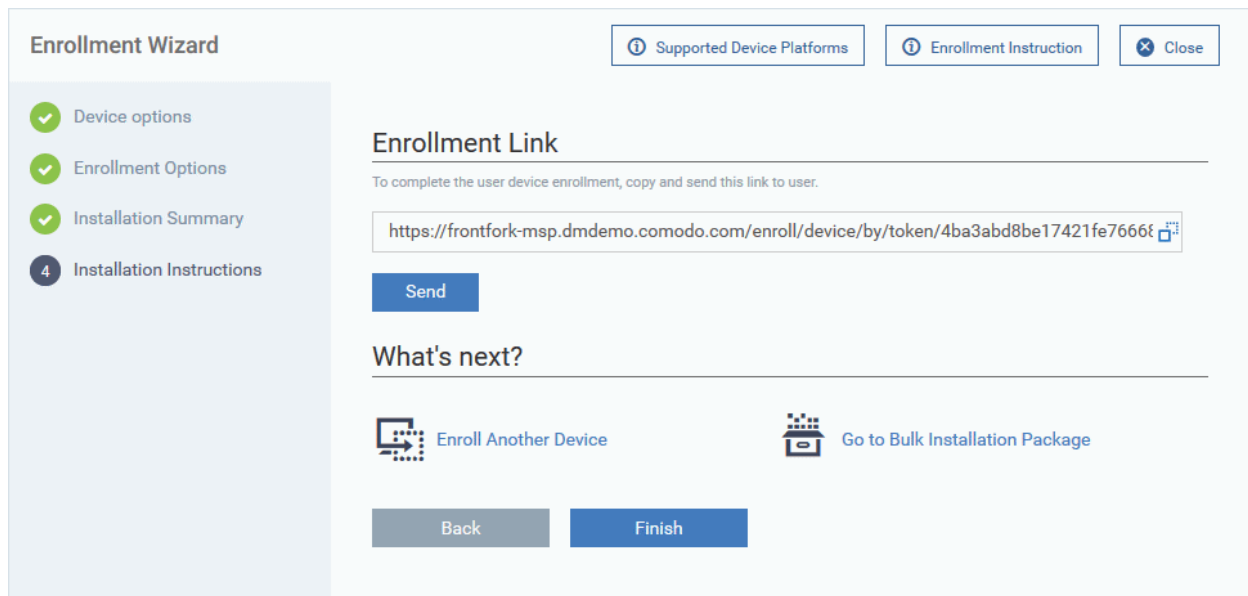 Enrollment Wizard
Supported Device Platforms
Enrollment Instruction
Close
Device options
Enrollment Options
Installation Summary
4 Installation Instructions
Enrollment Link
To complete the user device enrollment, copy and send this link to user.
https://frontfork-msp.dmdemo.comodo.com/enroll/device/by/token/4ba3abd8be17421fe76668
Send
What's next?
Enroll Another Device
Go to Bulk Installation Package
Back
Finish